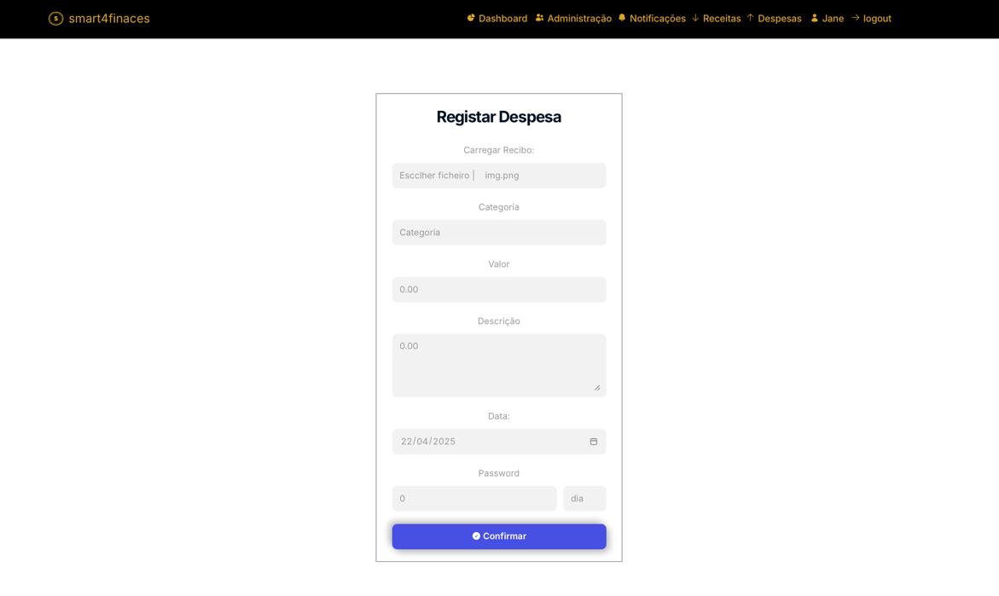 S smart4finaces Dashboard Administração Notificações Receitas Despesas Jane logout
Registar Despesa
Carregar Recibo:
Escclher ficheiro | img.png
Categoria
Categoria
Valor
0.00
Descrição
0.00
Data:
22/04/2025
Password
0 dia
Confirmar